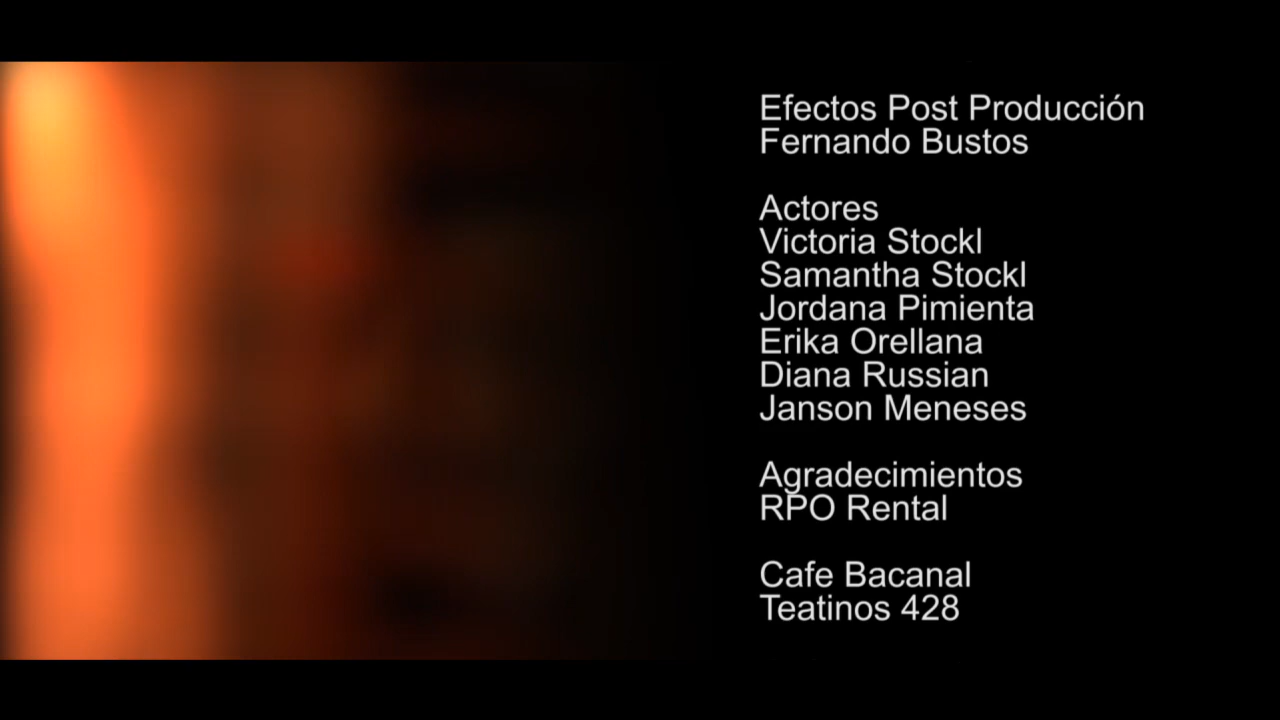 Efectos Post Producción
Fernando Bustos
Actores
Victoria Stockl
Samantha Stockl
Jordana Pimienta
Erika Orellana
Diana Russian
Janson Meneses
Agradecimientos
RPO Rental
Cafe Bacanal
Teatinos 428